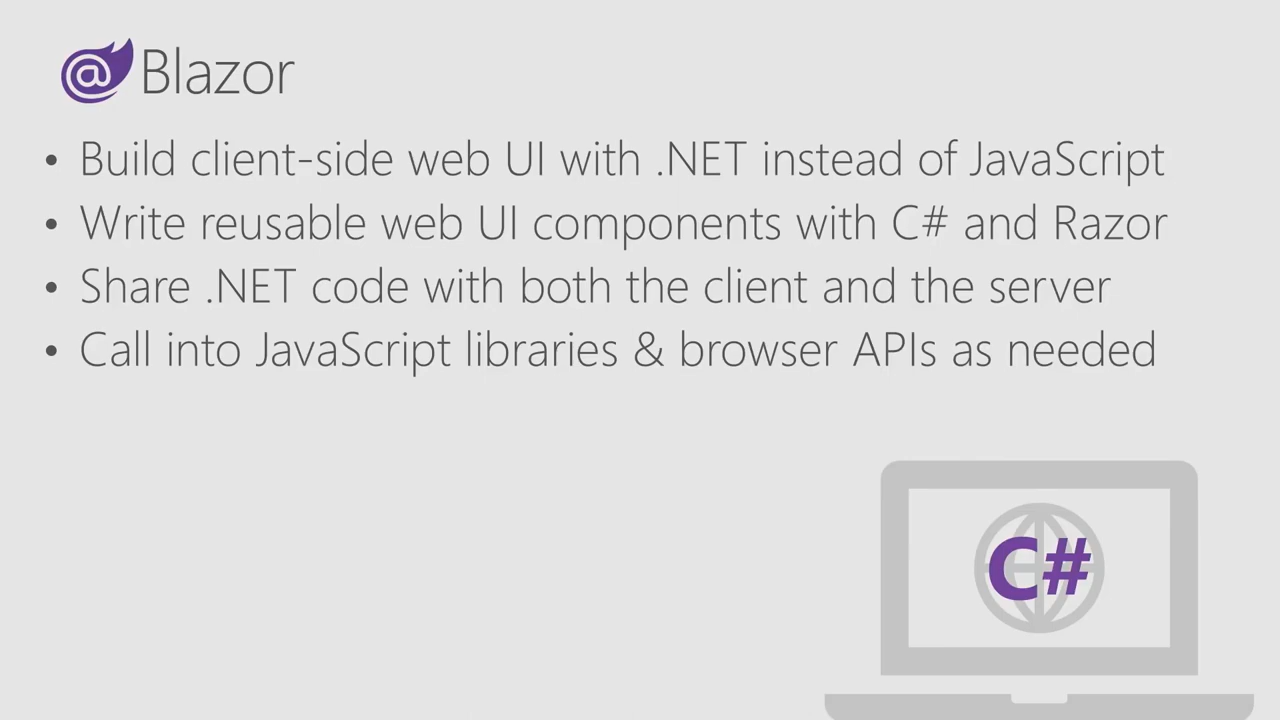 @ Blazor
• Build client-side web UI with .NET instead of JavaScript
• Write reusable web UI components with C# and Razor
• Share .NET code with both the client and the server
• Call into JavaScript libraries & browser APIs as needed
C#